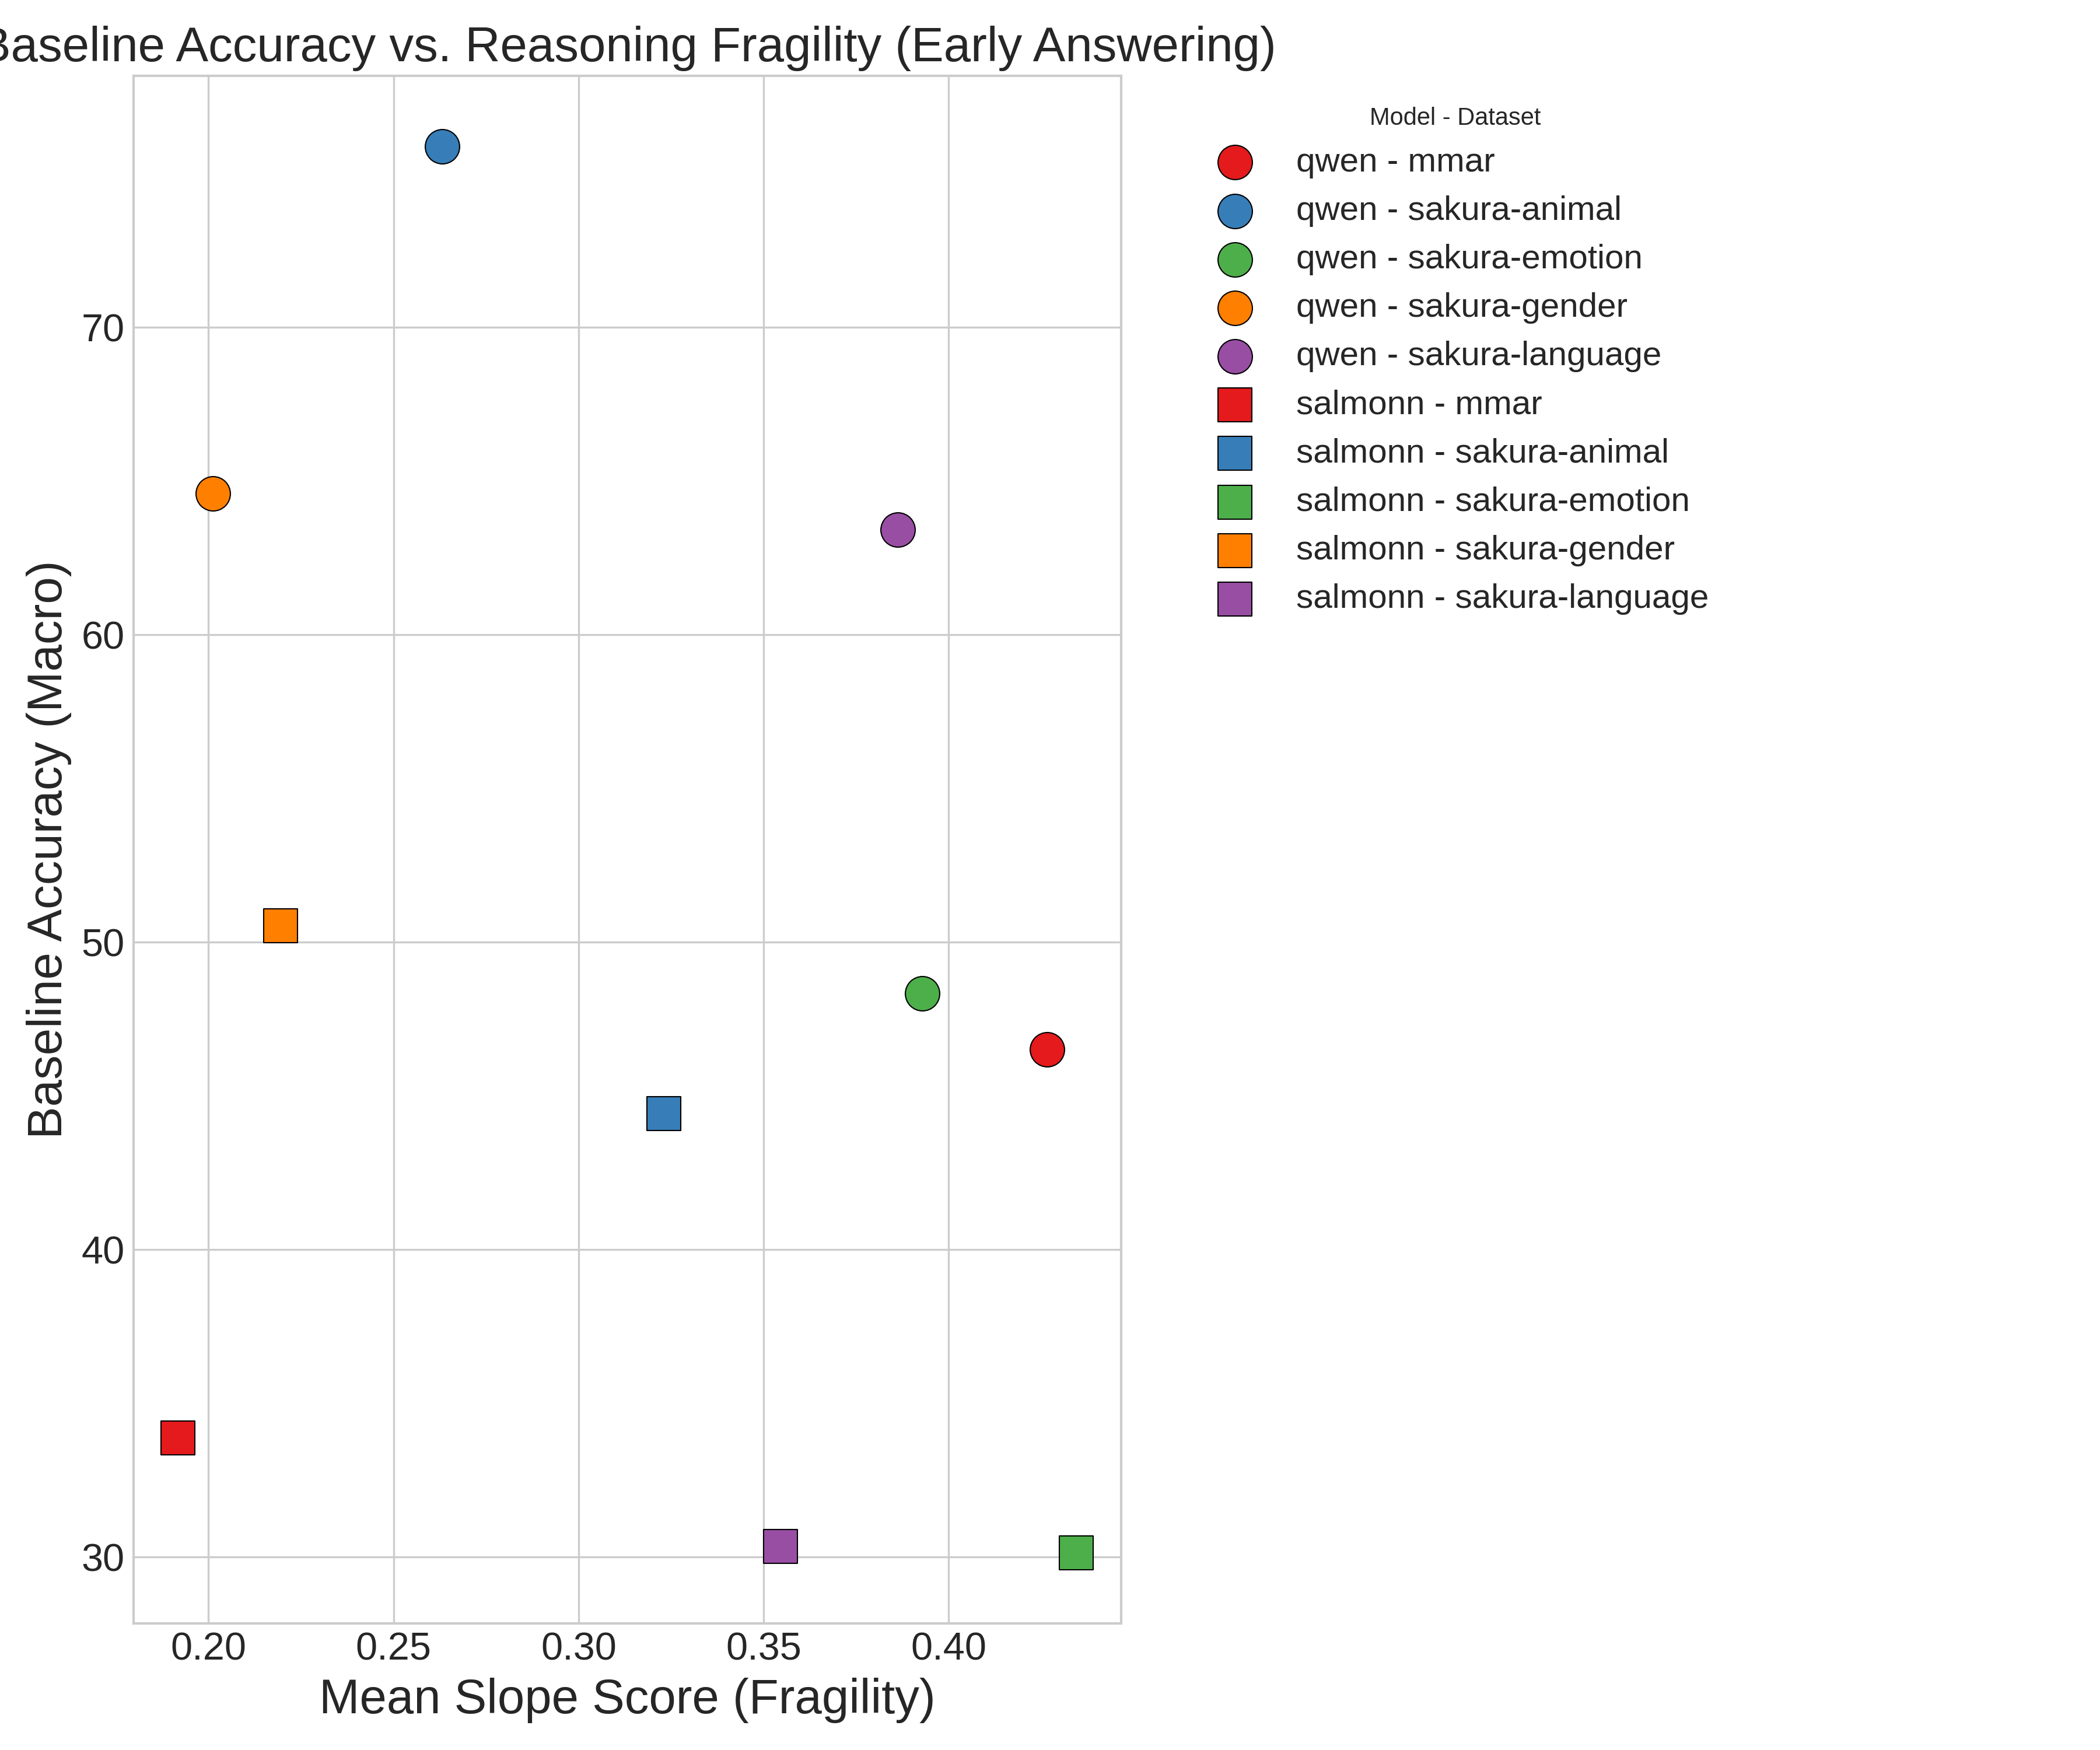 Baseline Accuracy vs. Reasoning Fragility (Early Answering)
Model - Dataset
qwen - mmar
qwen - sakura-animal
qwen - sakura-emotion
qwen - sakura-gender
qwen - sakura-language
salmonn - mmar
salmonn - sakura-animal
salmonn - sakura-emotion
salmonn - sakura-gender
salmonn - sakura-language
Baseline Accuracy (Macro)
70
60
50
40
30
0.20 0.25 0.30 0.35 0.40
Mean Slope Score (Fragility)